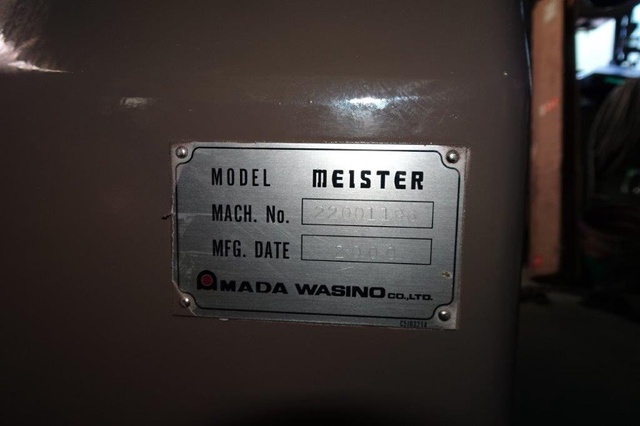 MODEL MEISTER
MACH. No.
MFG. DATE
AMADA WASINO CO.,LTD.